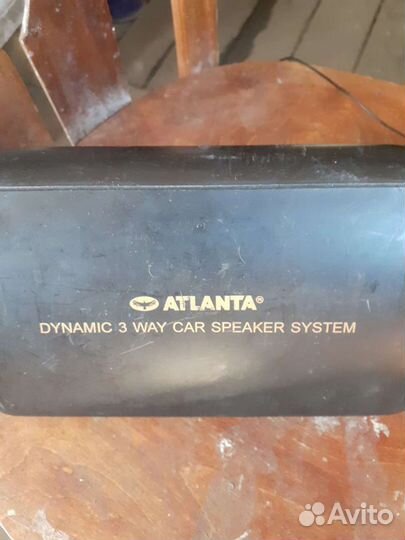 ATLANTA®
DYNAMIC 3 WAY CAR SPEAKER SYSTEM
Avito